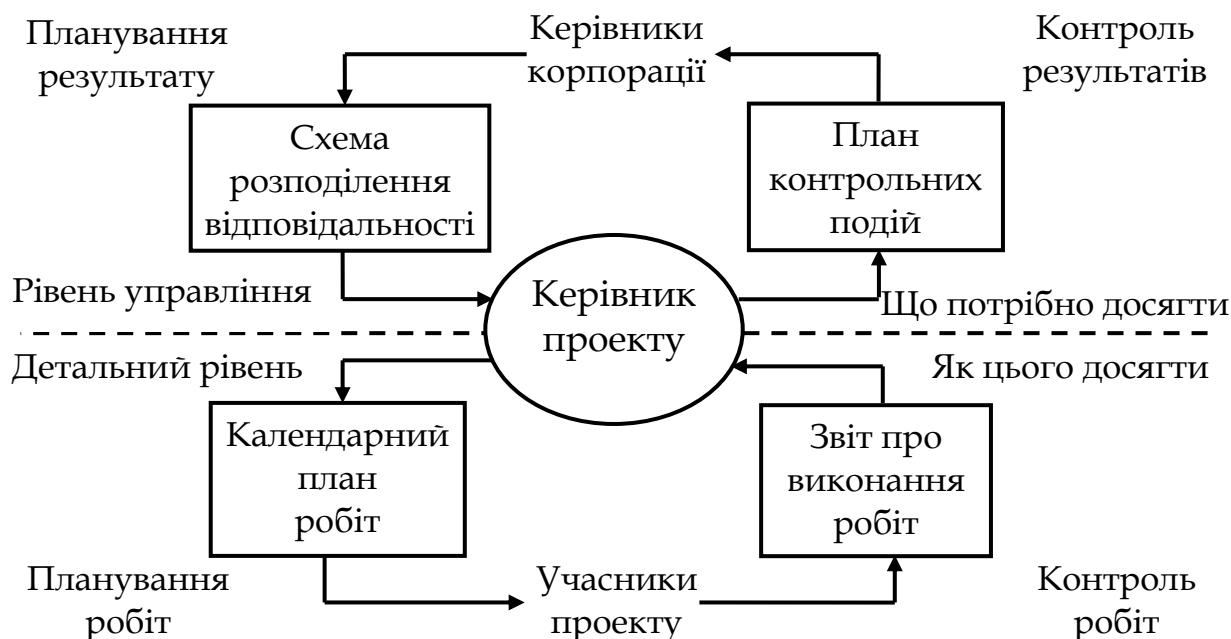 Планування
результату
Керівники
корпорації
Контроль
результатів
Схема
розподілення
відповідальності
План
контрольних
подій
Рівень управління
Керівник
проекту
Що потрібно досягти
Детальний рівень
Як цього досягти
Календарний
план
робіт
Звіт про
виконання
робіт
Планування
робіт
Учасники
проекту
Контроль
робіт